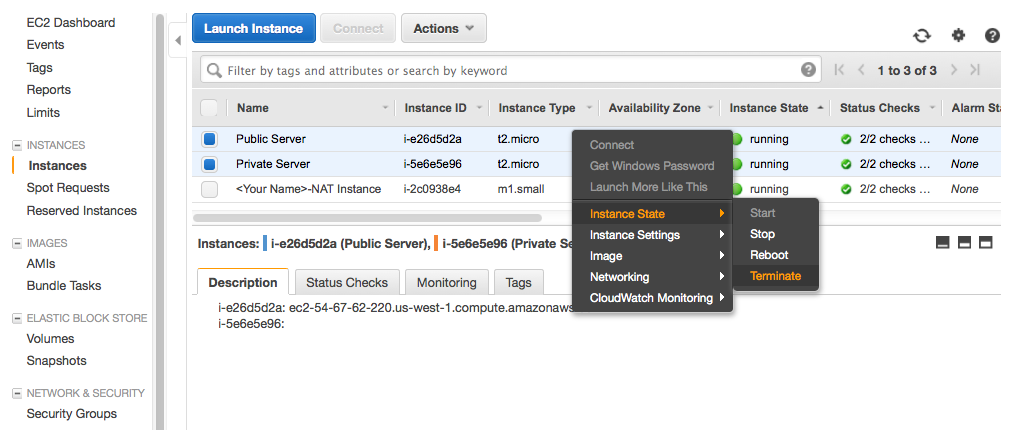 EC2 Dashboard
Events
Tags
Reports
Limits
INSTANCES
Instances
Spot Requests
Reserved Instances
IMAGES
AMIs
Bundle Tasks
ELASTIC BLOCK STORE
Volumes
Snapshots
NETWORK & SECURITY
Security Groups
Launch Instance Connect Actions
Filter by tags and attributes or search by keyword 1 to 3 of 3
Name Instance ID Instance Type Availability Zone Instance State Status Checks Alarm Sta
Public Server i-e26d5d2a t2.micro running 2/2 checks ... None
Private Server i-5e6e5e96 t2.micro running 2/2 checks ... None
<Your Name>-NAT Instance i-2c0938e4 m1.small running 2/2 checks ... None
Connect
Get Windows Password
Launch More Like This
Instance State
Instance Settings
Image
Networking
CloudWatch Monitoring
Start
Stop
Reboot
Terminate
Instances: i-e26d5d2a (Public Server), i-5e6e5e96 (Private Se
Description Status Checks Monitoring Tags
i-e26d5d2a: ec2-54-67-62-220.us-west-1.compute.amazonaws
i-5e6e5e96: